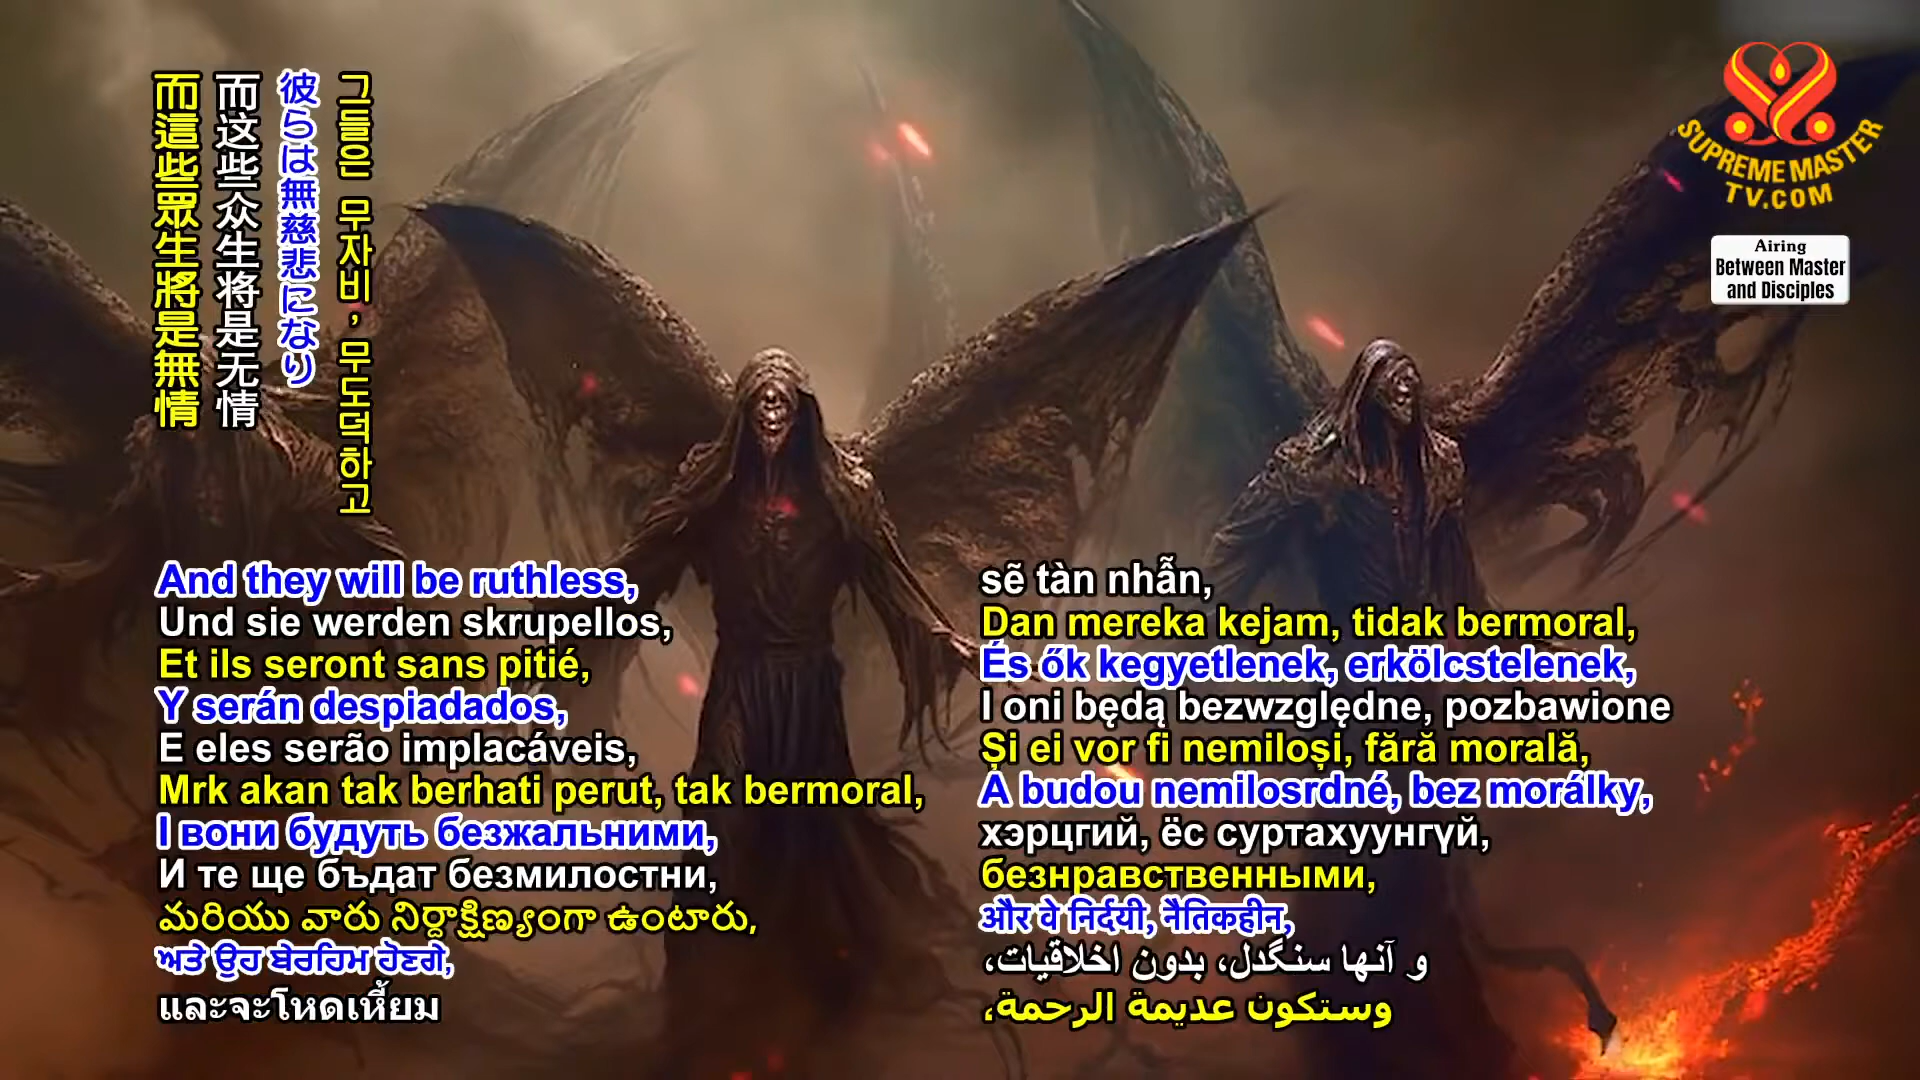 그들은 무자비, 무도덕하고
彼らは無慈悲になり
而这些众生将是无情
而這些眾生將是無情
SUPREME MASTER
TV.COM
Airing
Between Master
and Disciples
And they will be ruthless,
Und sie werden skrupellos,
Et ils seront sans pitié,
Y serán despiadados,
E eles serão implacáveis,
Mrk akan tak berhati perut, tak bermoral,
І вони будуть безжальними,
И те ще бъдат безмилостни,
మరియు వారు నిర్దాక్షిణ్యంగా ఉంటారు,
ਅਤੇ ਉਹ ਬੇਰਹਿਮ ਹੋਣਗੇ,
และจะโหดเหี้ยม
sẽ tàn nhẫn,
Dan mereka kejam, tidak bermoral,
És ők kegyetlenek, erkölcstelenek,
I oni będą bezwzględne, pozbawione
Și ei vor fi nemiloși, fără morală,
A budou nemilosrdné, bez morálky,
хэрцгий, ёс суртахуунгүй,
безнравственными,
और वे निर्दयी, नैतिकहीन,
و آنها سنگدل، بدون اخلاقیات،
وستكون عديمة الرحمة،